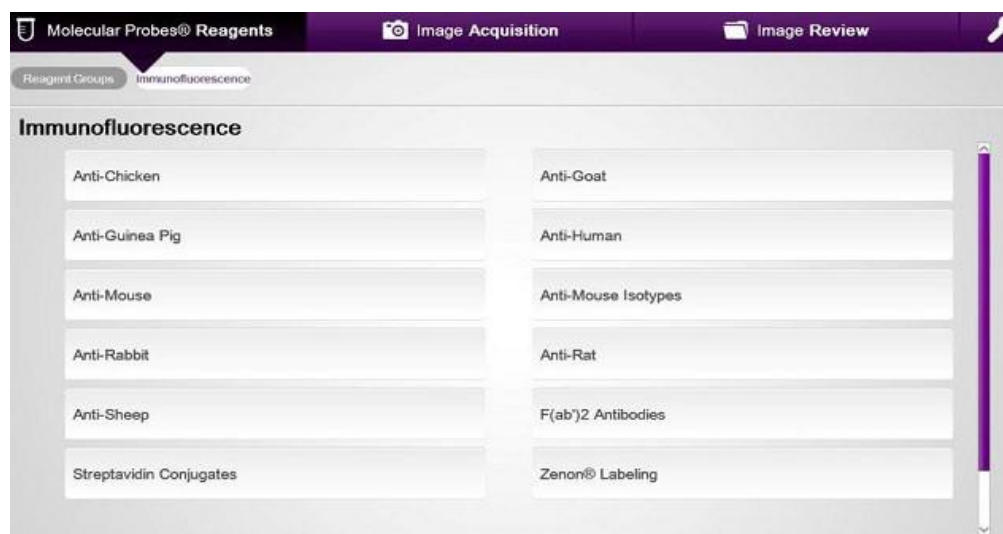 Molecular Probes® Reagents
Image Acquisition
Image Review
Reagent Groups
Immunofluorescence
Immunofluorescence
Anti-Chicken
Anti-Goat
Anti-Guinea Pig
Anti-Human
Anti-Mouse
Anti-Mouse Isotypes
Anti-Rabbit
Anti-Rat
Anti-Sheep
F(ab')2 Antibodies
Streptavidin Conjugates
Zenon® Labeling